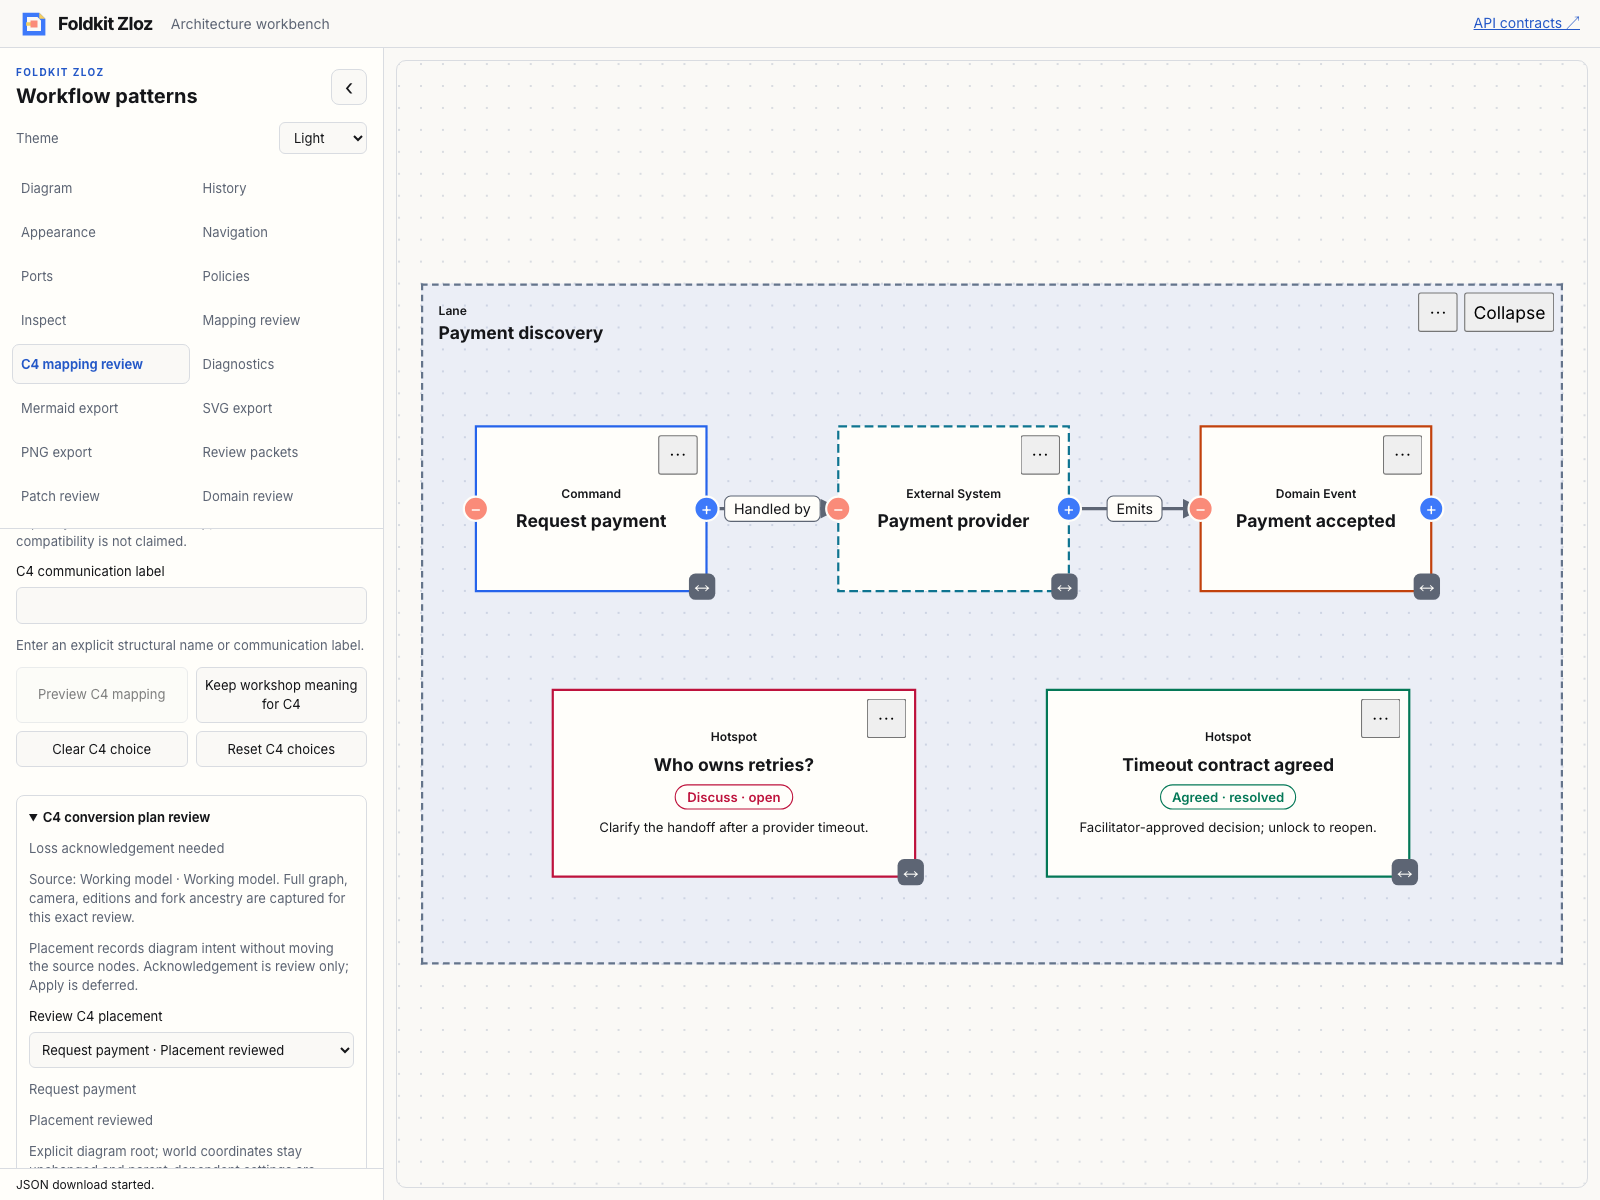 Foldkit Zloz
Architecture workbench
API contracts ↗
FOLDKIT ZLOZ
Workflow patterns
Theme
Light
Diagram
History
Appearance
Navigation
Ports
Policies
Inspect
Mapping review
C4 mapping review
Diagnostics
Mermaid export
SVG export
PNG export
Review packets
Patch review
Domain review
compatibility is not claimed.
C4 communication label
Enter an explicit structural name or communication label.
Preview C4 mapping
Keep workshop meaning
for C4
Clear C4 choice
Reset C4 choices
▼ C4 conversion plan review
Loss acknowledgement needed
Source: Working model · Working model. Full graph,
camera, editions and fork ancestry are captured for
this exact review.
Placement records diagram intent without moving
the source nodes. Acknowledgement is review only;
Apply is deferred.
Review C4 placement
Request payment · Placement reviewed
Request payment
Placement reviewed
Explicit diagram root; world coordinates stay
JSON download started.
Lane
Payment discovery
...
Collapse
...
Command
Request payment
Handled by
...
External System
Payment provider
Emits
...
Domain Event
Payment accepted
...
Hotspot
Who owns retries?
Discuss · open
Clarify the handoff after a provider timeout.
...
Hotspot
Timeout contract agreed
Agreed · resolved
Facilitator-approved decision; unlock to reopen.